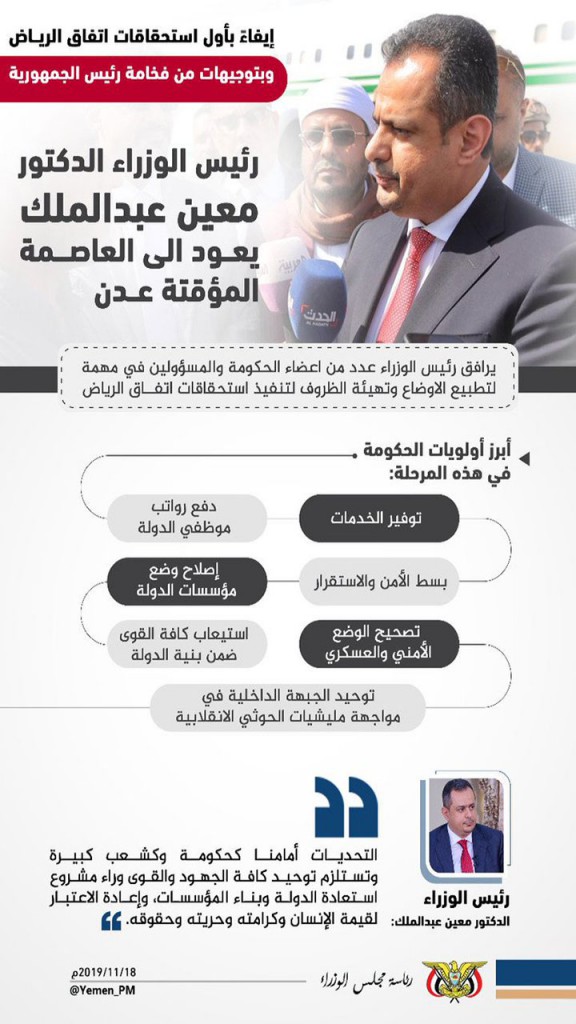 إيفاءً بأول استحقاقات اتفاق الرياض
وبتوجيهات من فخامة رئيس الجمهورية
رئيس الوزراء الدكتور
معين عبدالملك
يعود الى العاصمة
المؤقتة عدن
العربية
الحدث
يرافق رئيس الوزراء عدد من اعضاء الحكومة والمسؤولين في مهمة
لتطبيع الاوضاع وتهيئة الظروف لتنفيذ استحقاقات اتفاق الرياض
أبرز أولويات الحكومة
في هذه المرحلة:
دفع رواتب
موظفي الدولة
توفير الخدمات
بسط الأمن والاستقرار
إصلاح وضع
مؤسسات الدولة
تصحيح الوضع
الأمني والعسكري
استيعاب كافة القوى
ضمن بنية الدولة
توحيد الجبهة الداخلية في
مواجهة مليشيات الحوثي الانقلابية
رئيس الوزراء
الدكتور معين عبدالملك:
التحديات أمامنا كحكومة وكشعب كبيرة
وتستلزم توحيد كافة الجهود والقوى وراء مشروع
استعادة الدولة وبناء المؤسسات، وإعادة الاعتبار
لقيمة الإنسان وكرامته وحريته وحقوقه.
رئاسة مجلس الوزراء
2019/11/18م
@Yemen_PM